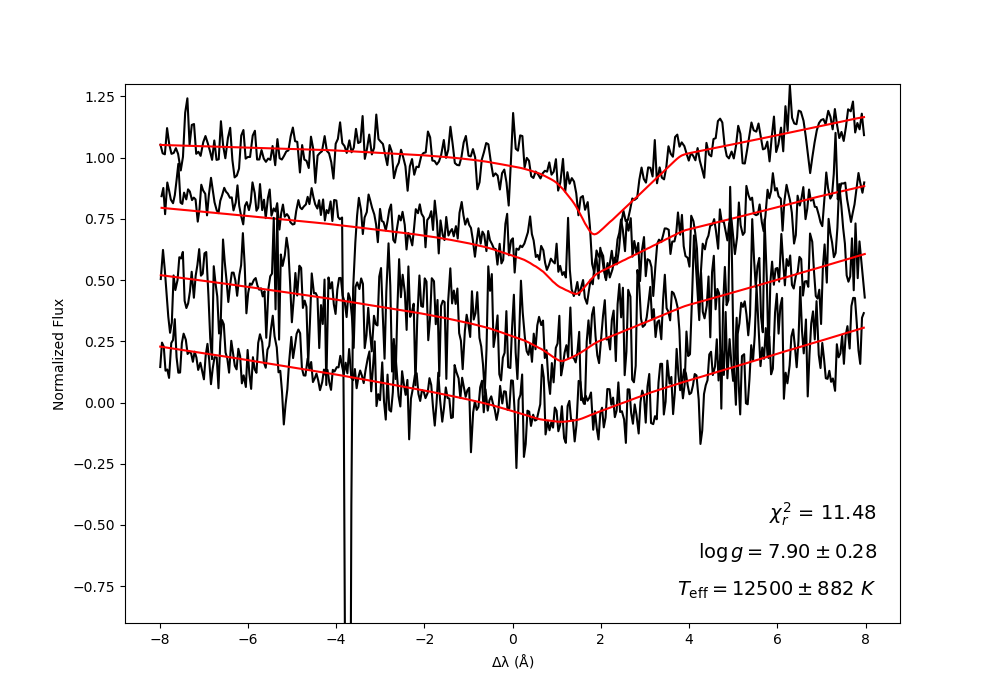 1.25
1.00
0.75
0.50
0.25
0.00
−0.25
−0.50
−0.75
Normalized Flux
−8 −6 −4 −2 0 2 4 6 8
Δλ (Å)
χ²ᵣ = 11.48
log g = 7.90 ± 0.28
T_eff = 12500 ± 882 K